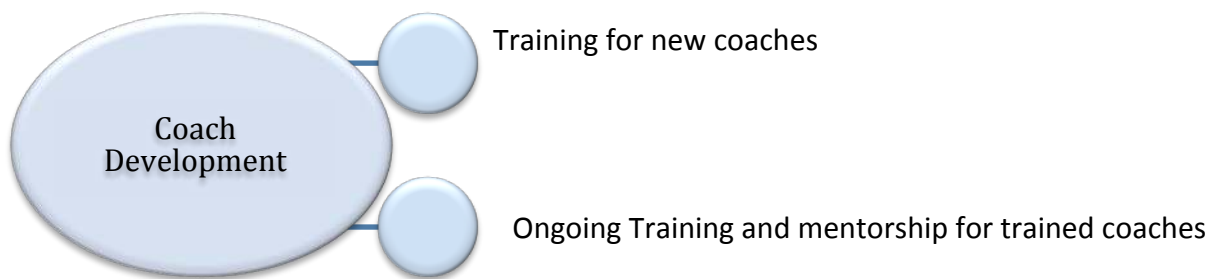 Training for new coaches
Coach
Development
Ongoing Training and mentorship for trained coaches